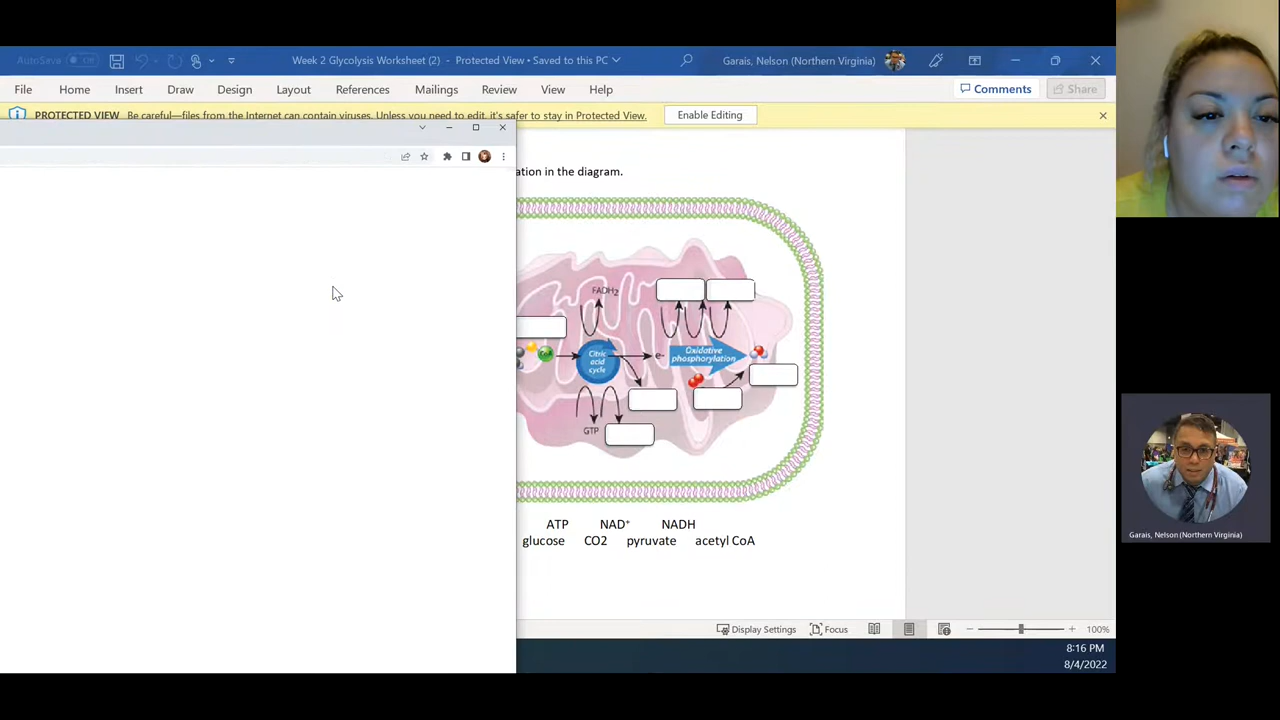 AutoSave Off Week 2 Glycolysis Worksheet (2) - Protected View • Saved to this PC Garais, Nelson (Northern Virginia)
File Home Insert Draw Design Layout References Mailings Review View Help Comments Share
PROTECTED VIEW Be careful—files from the Internet can contain viruses. Unless you need to edit, it's safer to stay in Protected View. Enable Editing
ation in the diagram.
FADH2
Citric
acid
cycle
e-
Oxidative
phosphorylation
GTP
ATP NAD+ NADH
glucose CO2 pyruvate acetyl CoA
Garais, Nelson (Northern Virginia)
Display Settings Focus 100%
8:16 PM
8/4/2022